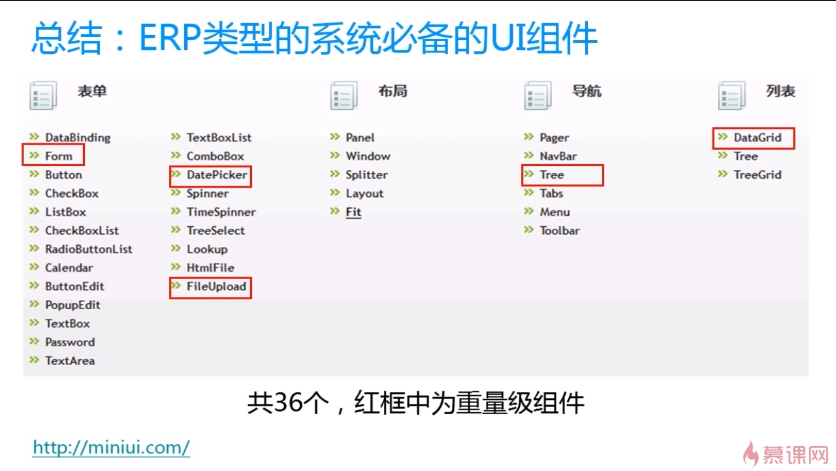 总结：ERP类型的系统必备的UI组件
表单
DataBinding
Form
Button
CheckBox
ListBox
CheckBoxList
RadioButtonList
Calendar
ButtonEdit
PopupEdit
TextBox
Password
TextArea
TextBoxList
ComboBox
DatePicker
Spinner
TimeSpinner
TreeSelect
Lookup
HtmlFile
FileUpload
布局
Panel
Window
Splitter
Layout
Fit
导航
Pager
NavBar
Tree
Tabs
Menu
Toolbar
列表
DataGrid
Tree
TreeGrid
共36个，红框中为重量级组件
http://miniui.com/
慕课网